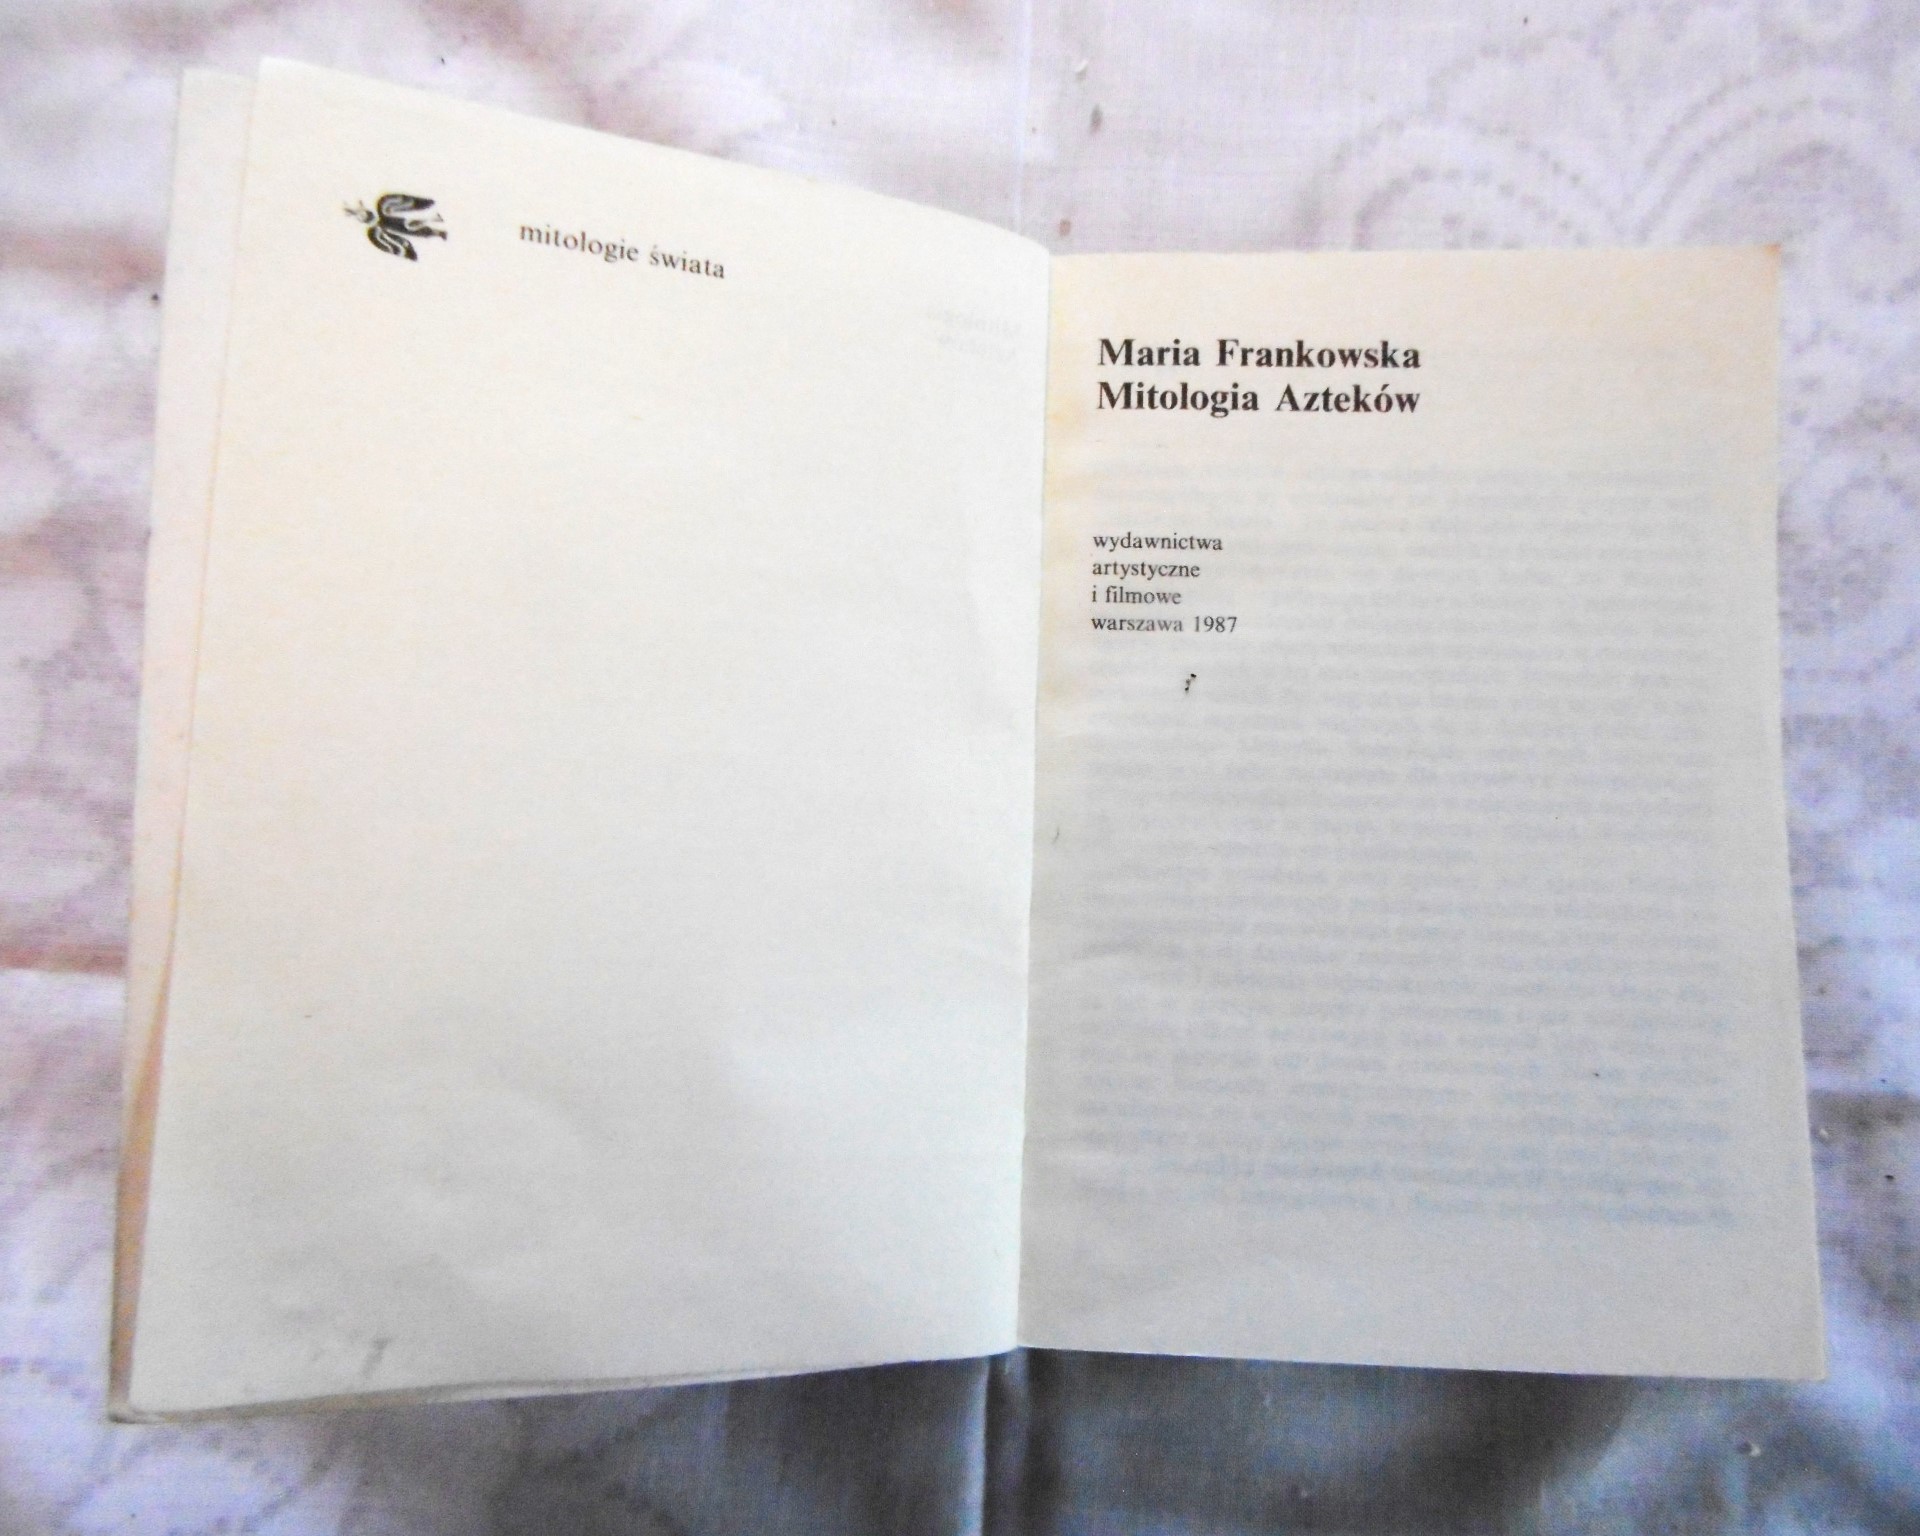 mitologie świata
Maria Frankowska
Mitologia Azteków
wydawnictwa
artystyczne
i filmowe
warszawa 1987